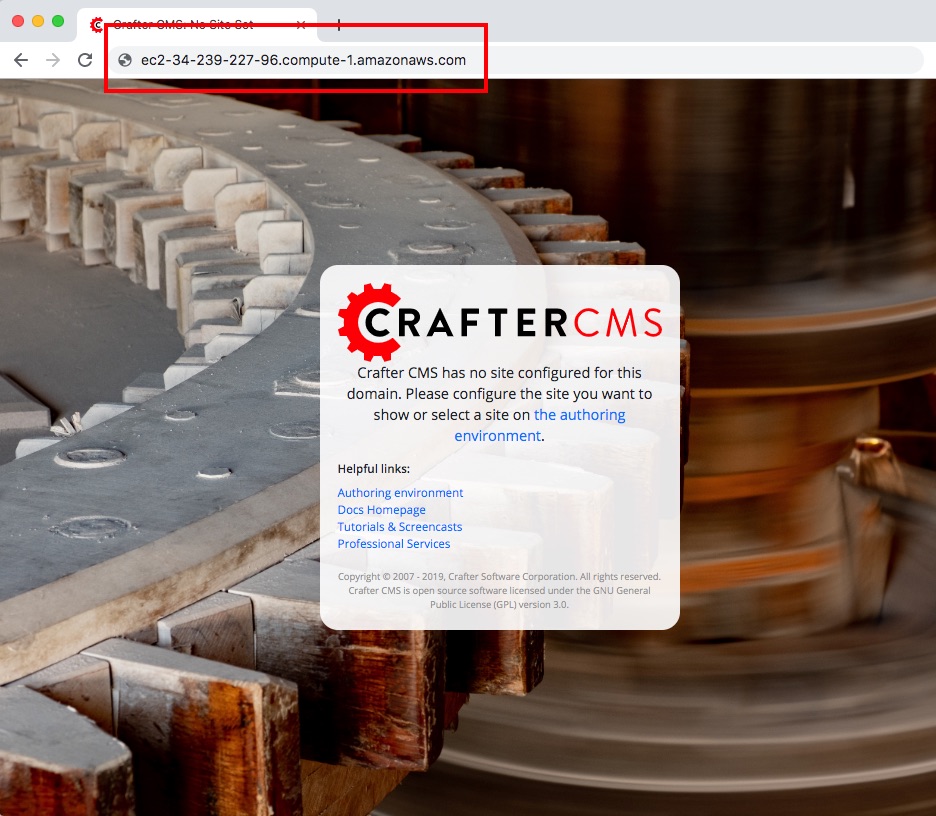 Crafter CMS: No Site Set
ec2-34-239-227-96.compute-1.amazonaws.com
CRAFTERCMS
Crafter CMS has no site configured for this
domain. Please configure the site you want to
show or select a site on the authoring
environment.
Helpful links:
Authoring environment
Docs Homepage
Tutorials & Screencasts
Professional Services
Copyright © 2007 - 2019, Crafter Software Corporation. All rights reserved.
Crafter CMS is open source software licensed under the GNU General
Public License (GPL) version 3.0.